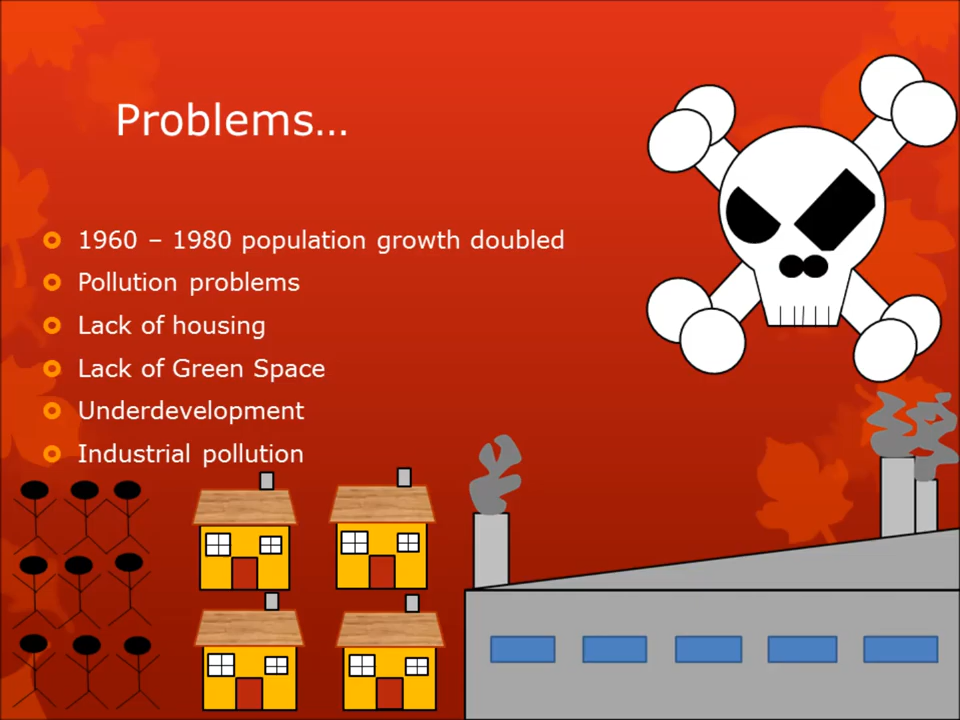 Problems…
1960 – 1980 population growth doubled
Pollution problems
Lack of housing
Lack of Green Space
Underdevelopment
Industrial pollution